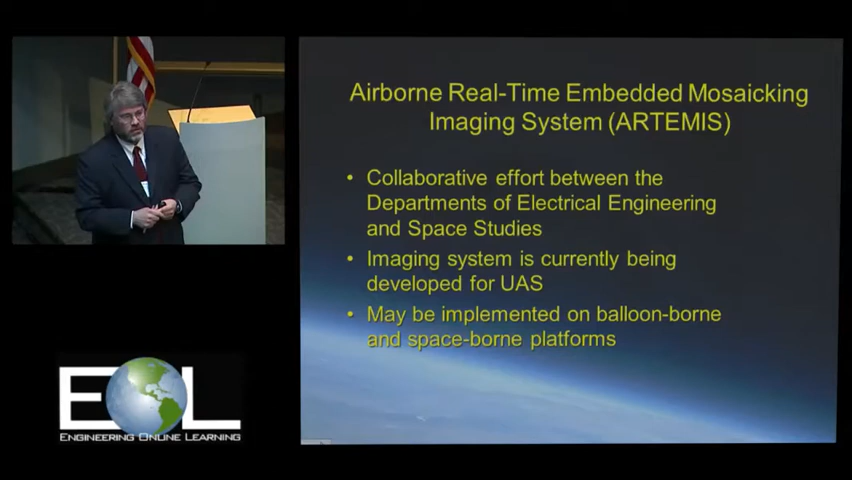 Airborne Real-Time Embedded Mosaicking
Imaging System (ARTEMIS)
• Collaborative effort between the
Departments of Electrical Engineering
and Space Studies
• Imaging system is currently being
developed for UAS
• May be implemented on balloon-borne
and space-borne platforms
EOL
ENGINEERING ONLINE LEARNING